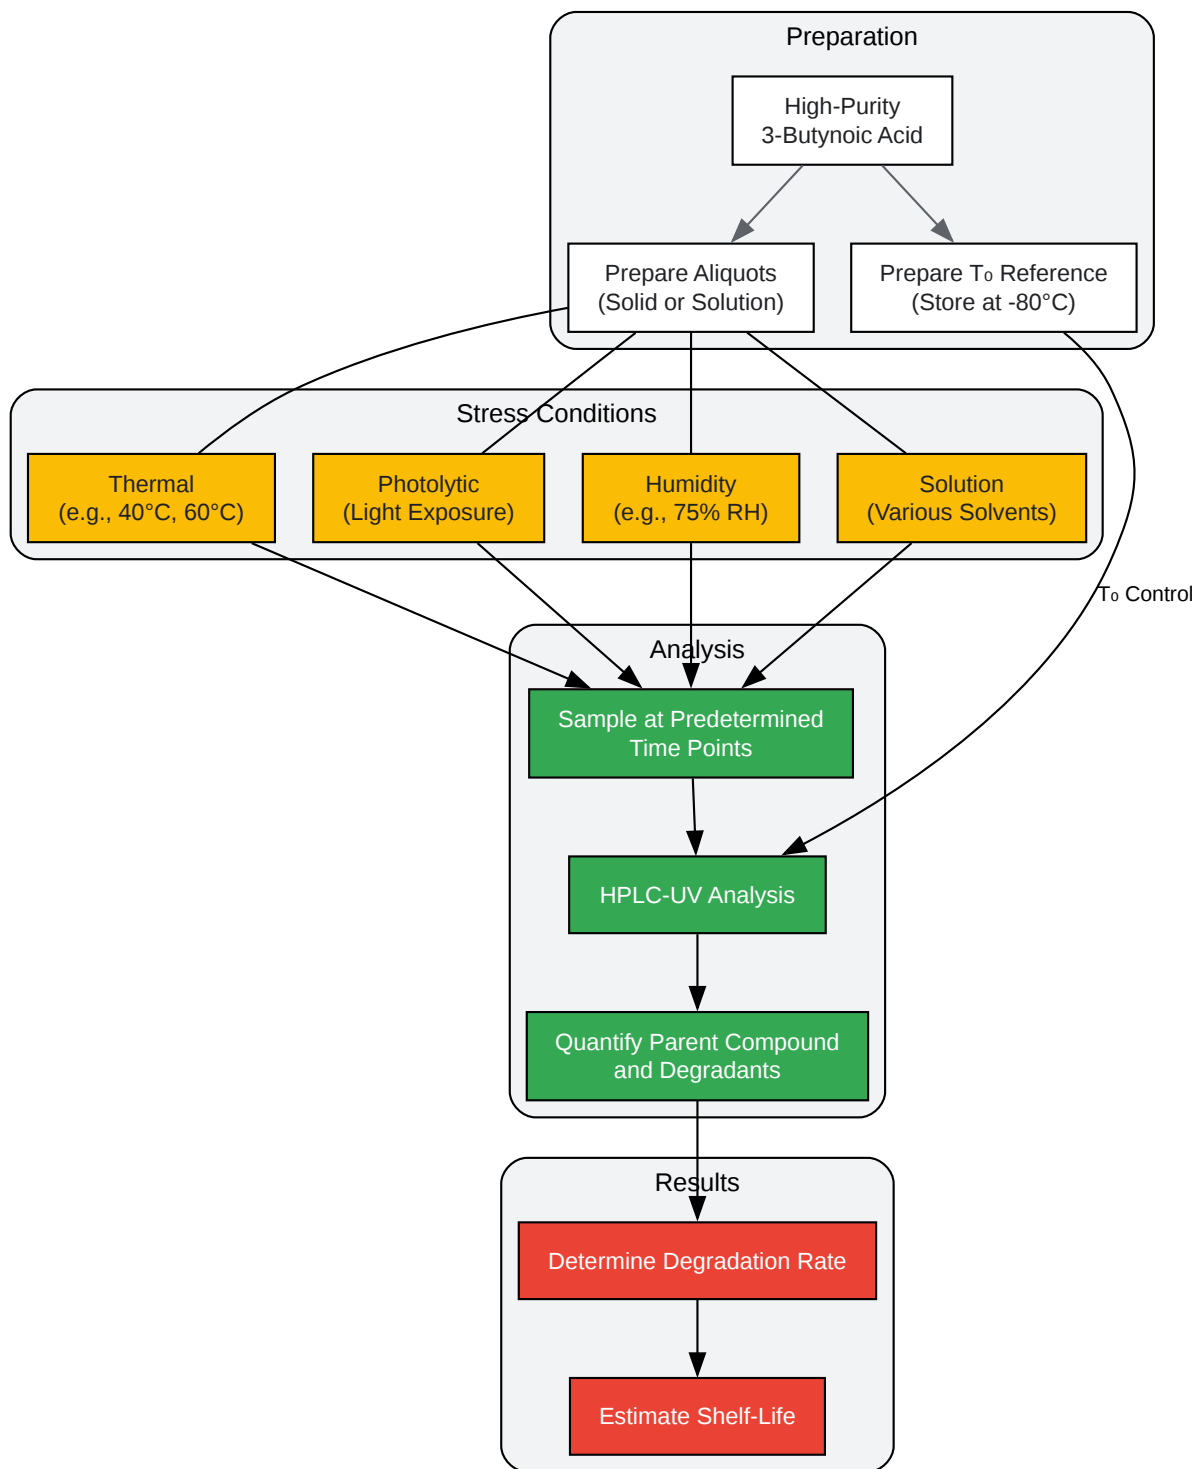 Preparation
High-Purity
3-Butynoic Acid
Prepare Aliquots
(Solid or Solution)
Prepare T₀ Reference
(Store at -80°C)
Stress Conditions
Thermal
(e.g., 40°C, 60°C)
Photolytic
(Light Exposure)
Humidity
(e.g., 75% RH)
Solution
(Various Solvents)
T₀ Control
Analysis
Sample at Predetermined
Time Points
HPLC-UV Analysis
Quantify Parent Compound
and Degradants
Results
Determine Degradation Rate
Estimate Shelf-Life